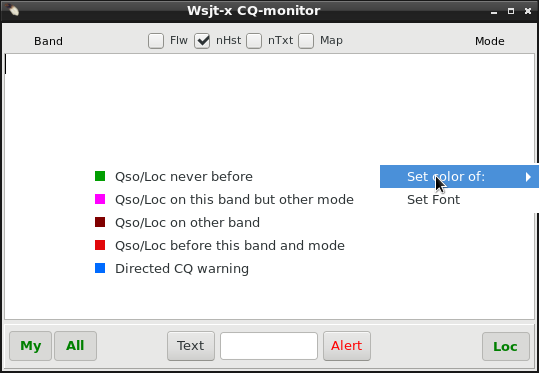 Wsjt-x CQ-monitor
Band Flw nHst nTxt Map Mode
Qso/Loc never before
Qso/Loc on this band but other mode
Qso/Loc on other band
Qso/Loc before this band and mode
Directed CQ warning
Set color of:
Set Font
My All Text Alert Loc